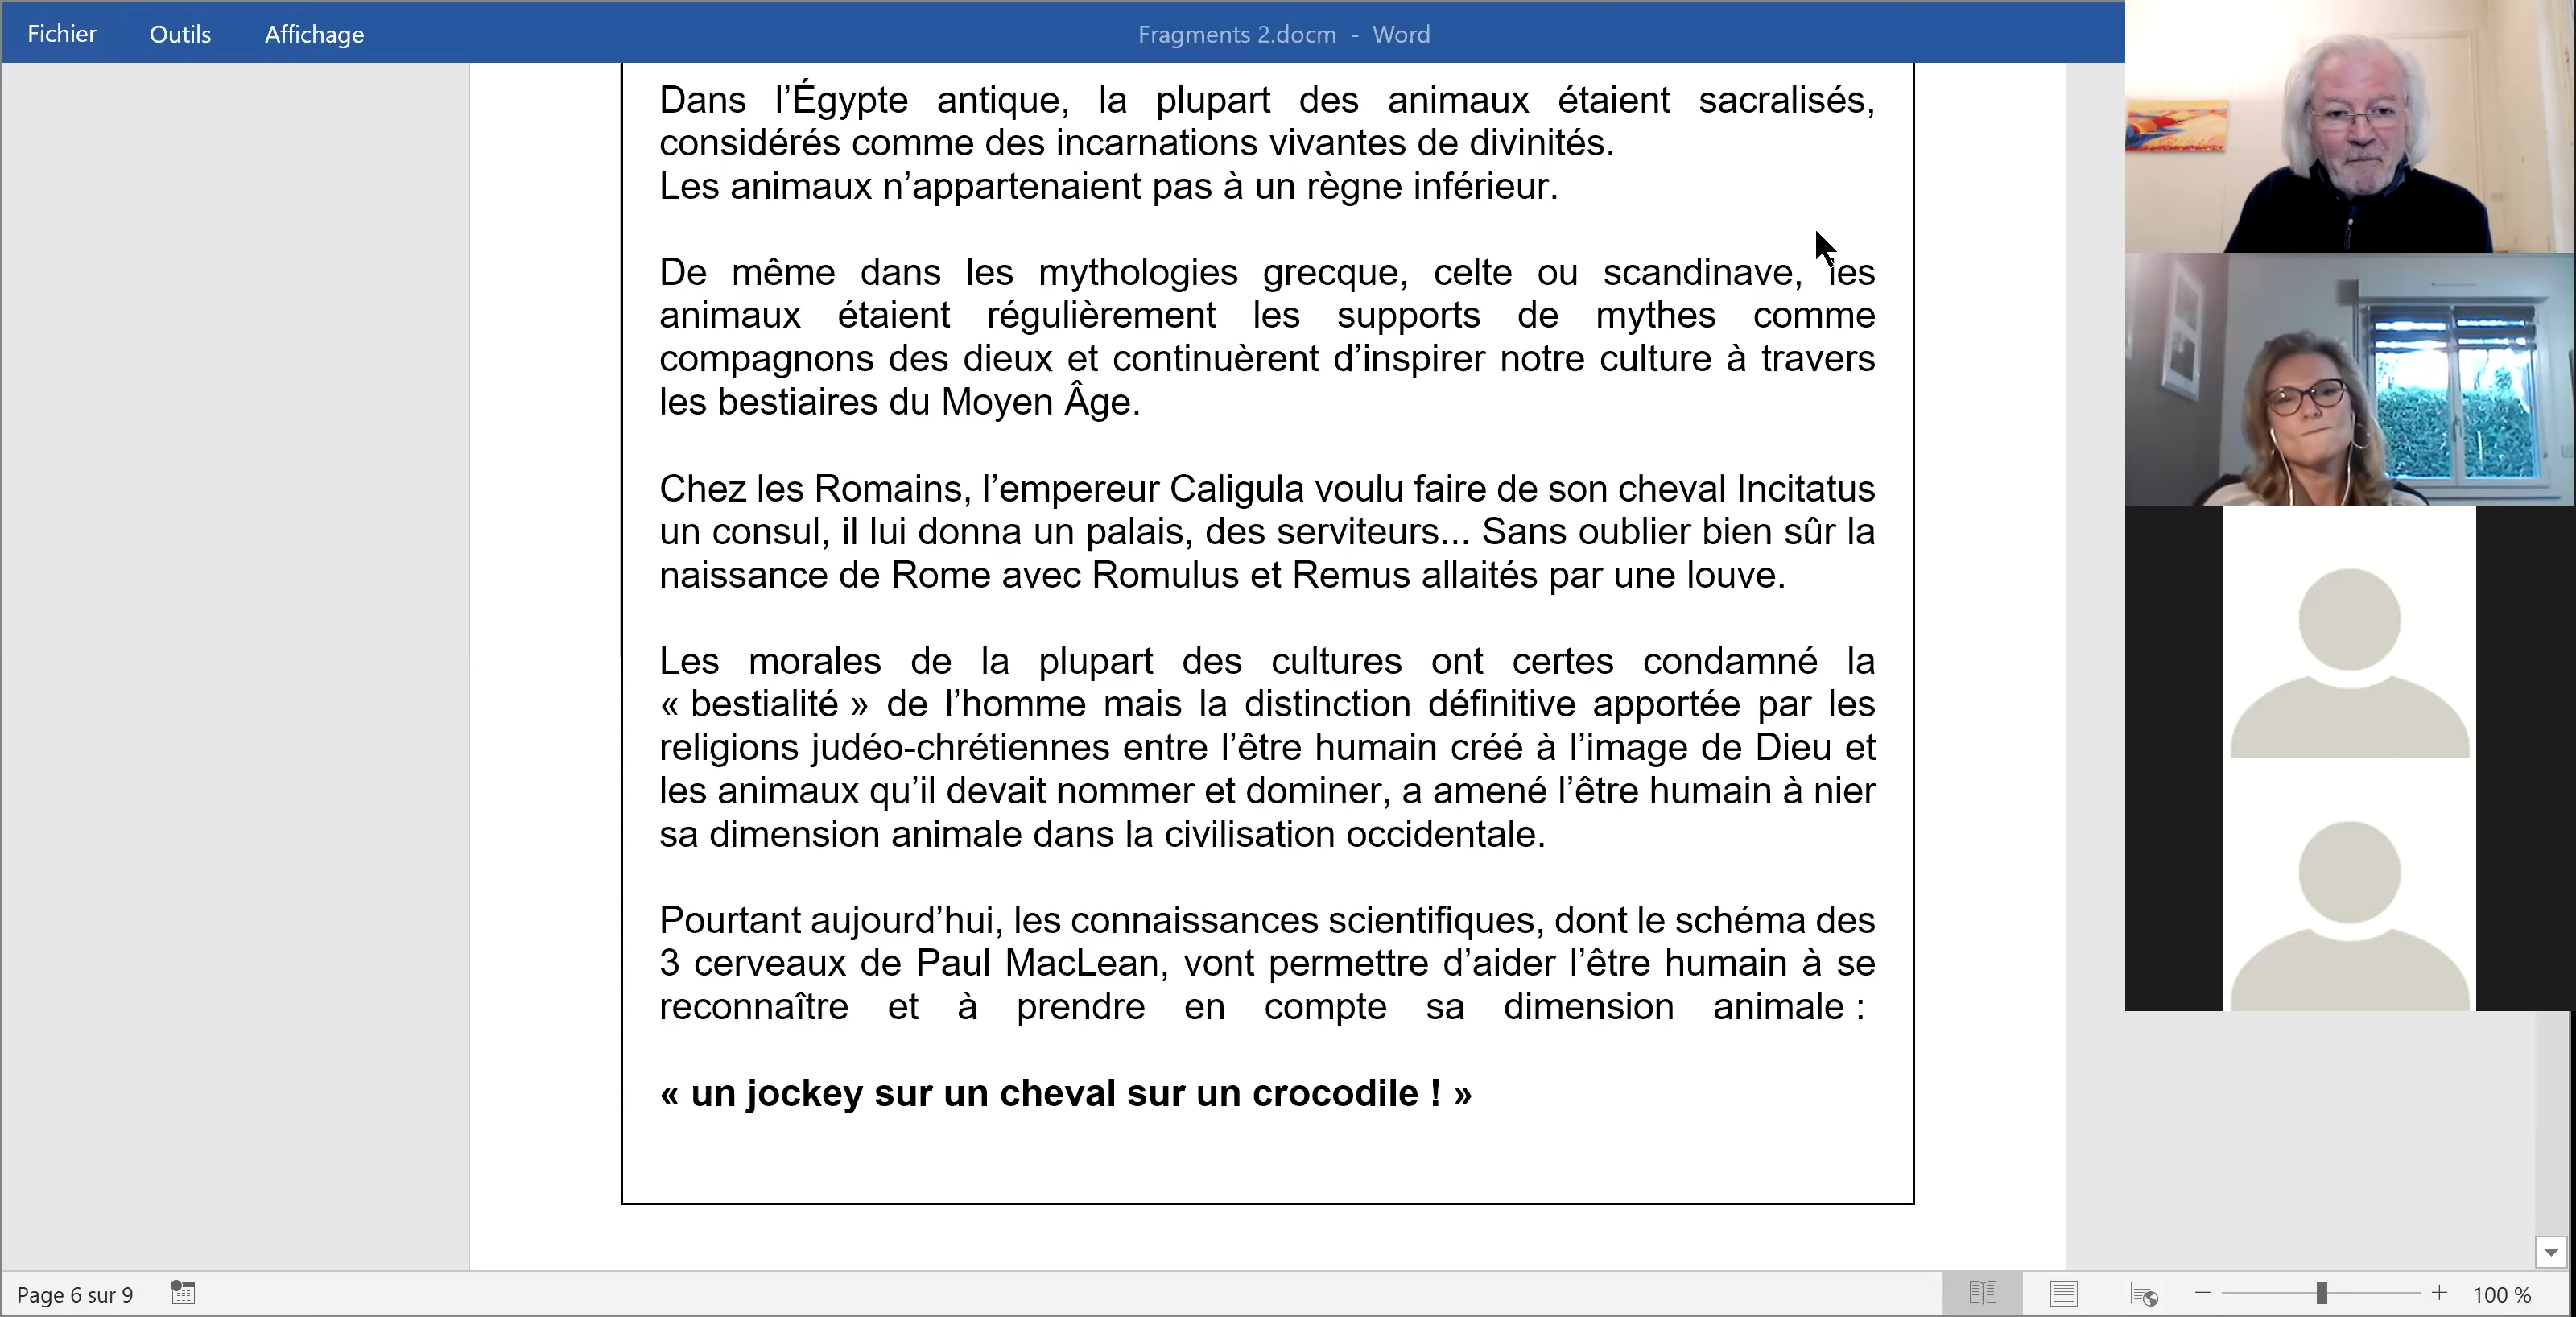 Fichier Outils Affichage Fragments 2.docm - Word
Dans l’Égypte antique, la plupart des animaux étaient sacralisés,
considérés comme des incarnations vivantes de divinités.
Les animaux n’appartenaient pas à un règne inférieur.
De même dans les mythologies grecque, celte ou scandinave, les
animaux étaient régulièrement les supports de mythes comme
compagnons des dieux et continuèrent d’inspirer notre culture à travers
les bestiaires du Moyen Âge.
Chez les Romains, l’empereur Caligula voulu faire de son cheval Incitatus
un consul, il lui donna un palais, des serviteurs... Sans oublier bien sûr la
naissance de Rome avec Romulus et Remus allaités par une louve.
Les morales de la plupart des cultures ont certes condamné la
« bestialité » de l’homme mais la distinction définitive apportée par les
religions judéo-chrétiennes entre l’être humain créé à l’image de Dieu et
les animaux qu’il devait nommer et dominer, a amené l’être humain à nier
sa dimension animale dans la civilisation occidentale.
Pourtant aujourd’hui, les connaissances scientifiques, dont le schéma des
3 cerveaux de Paul MacLean, vont permettre d’aider l’être humain à se
reconnaître et à prendre en compte sa dimension animale :
« un jockey sur un cheval sur un crocodile ! »
Page 6 sur 9 100 %